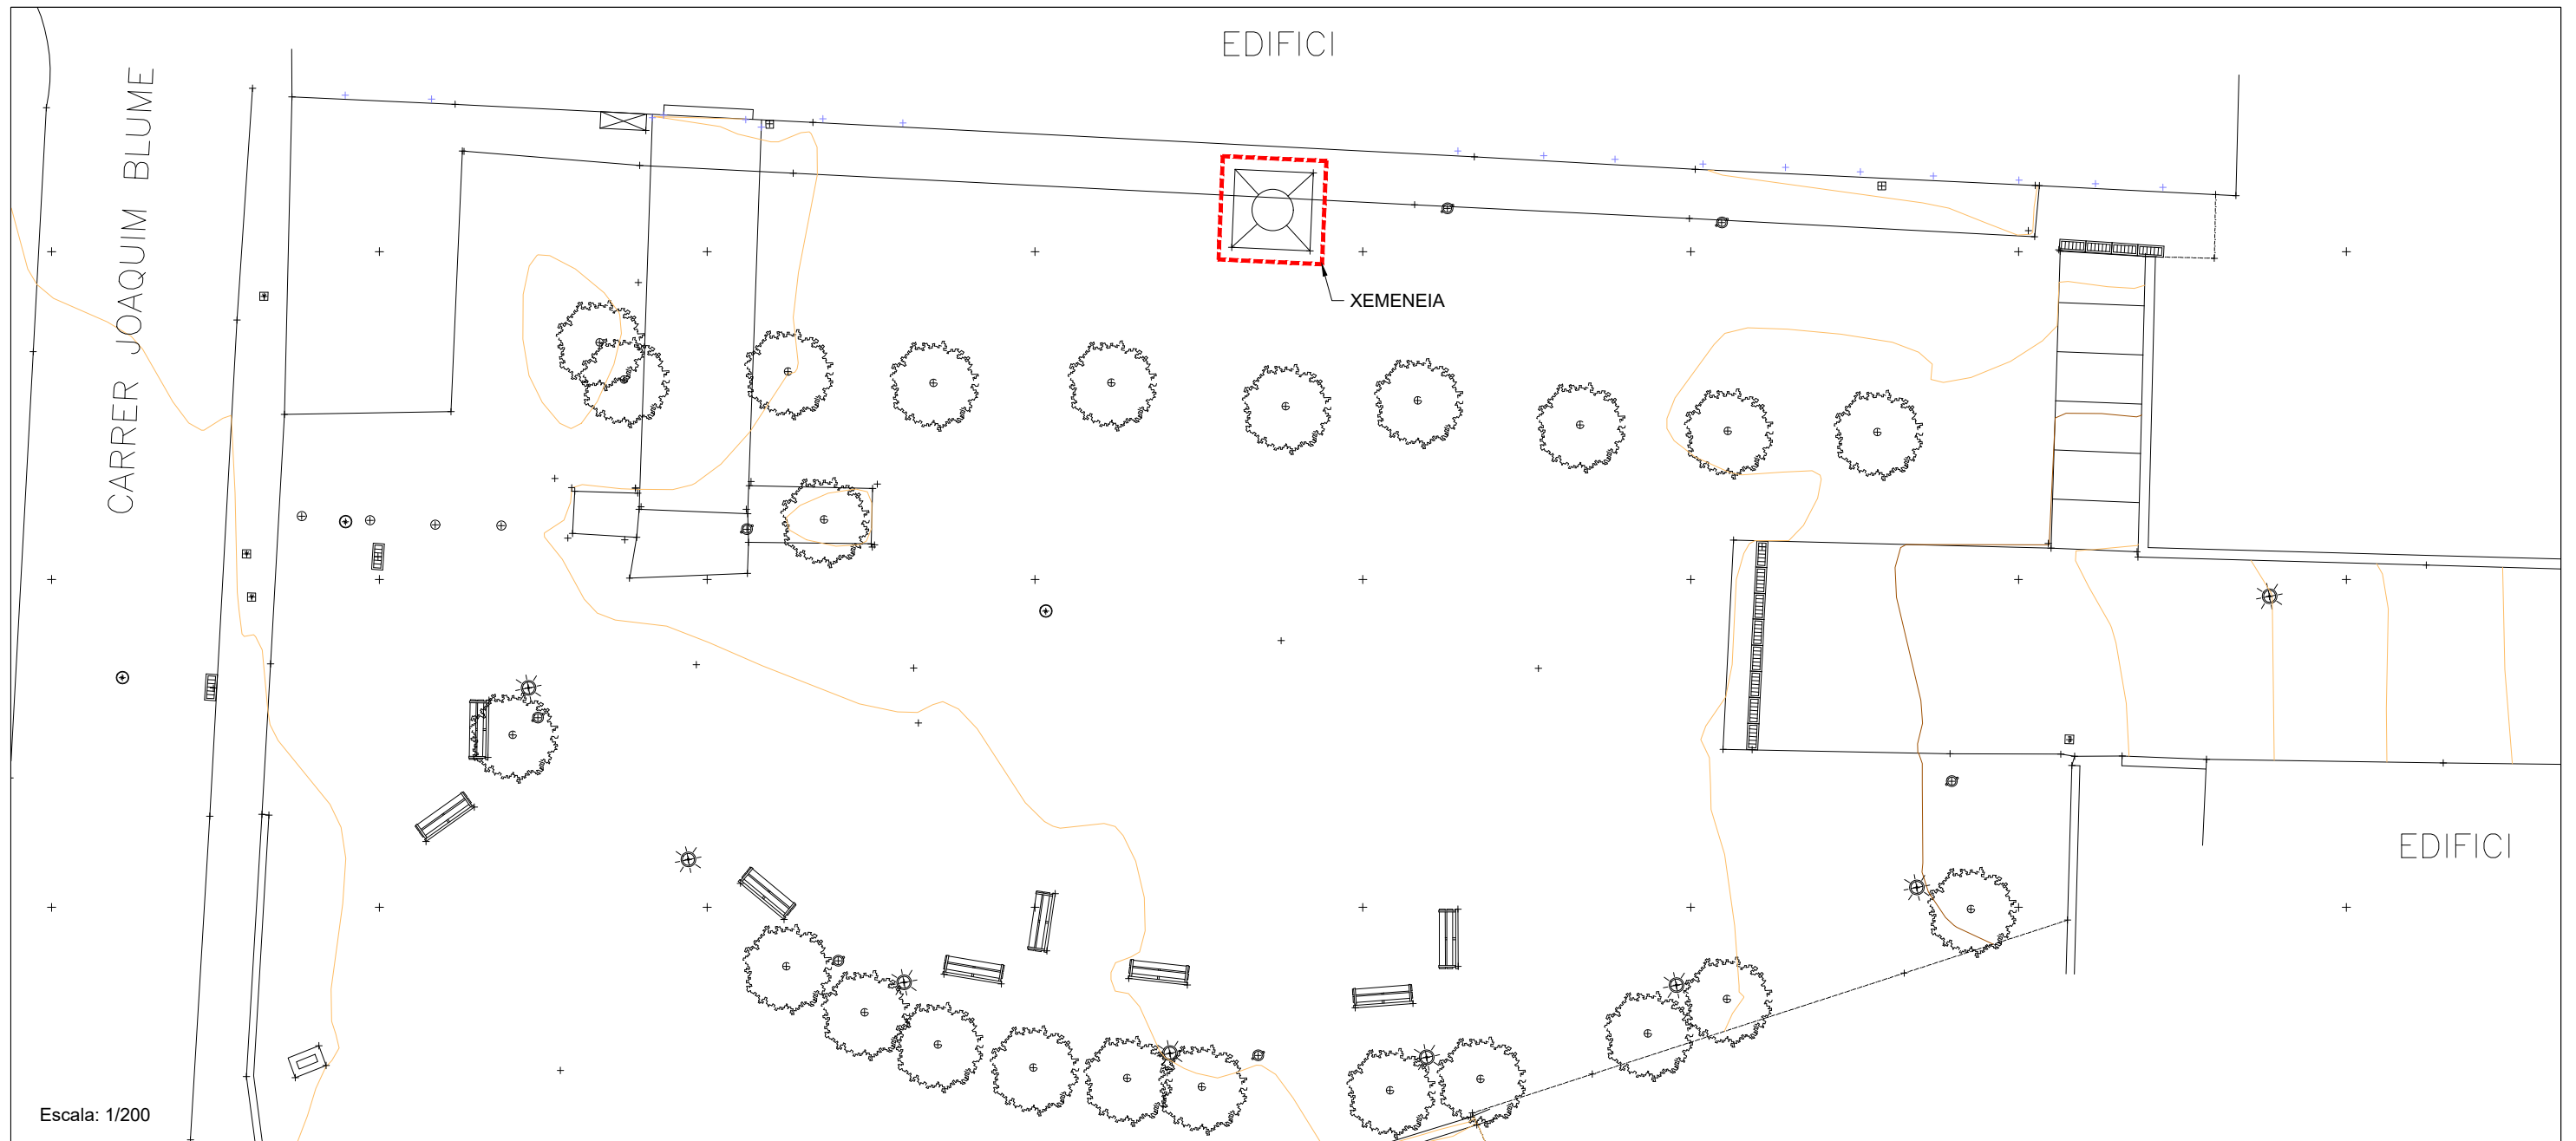 EDIFICI
CARRER JOAQUIM BLUME
XEMENEIA
EDIFICI
Escala: 1/200